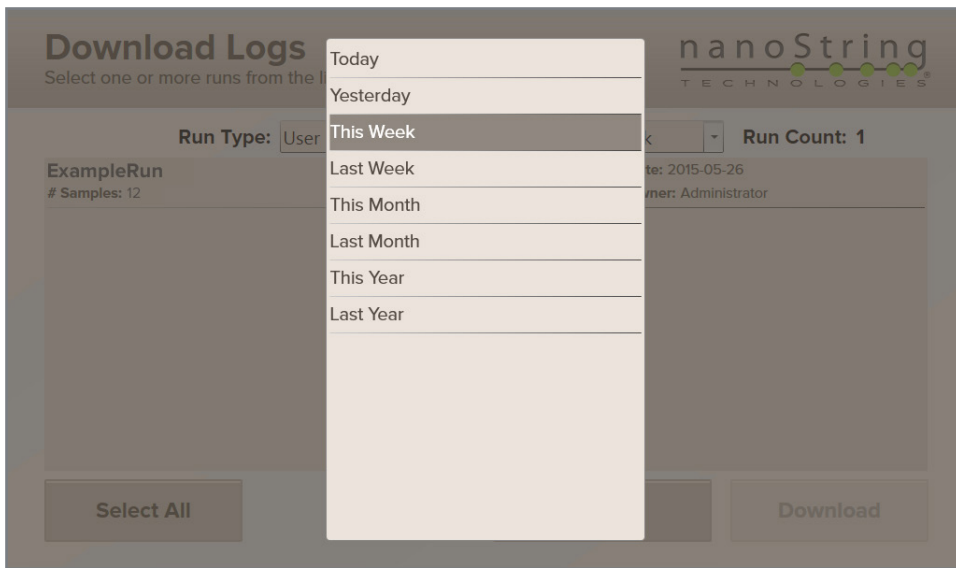 Download Logs
Select one or more runs from the
nanoString
TECHNOLOGIES®
Today
Yesterday
This Week
Last Week
This Month
Last Month
This Year
Last Year
Run Type: User
Run Count: 1
ExampleRun
# Samples: 12
te: 2015-05-26
wner: Administrator
Select All
Download